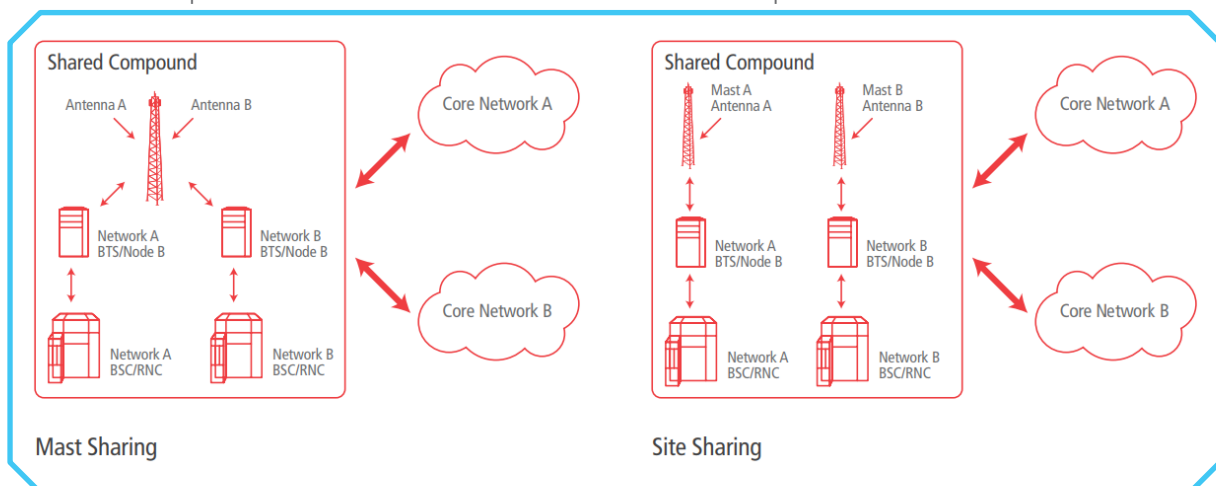 Shared Compound
Antenna A
Antenna B
Network A
BTS/Node B
Network B
BTS/Node B
Network A
BSC/RNC
Network B
BSC/RNC
Core Network A
Core Network B
Mast Sharing
Shared Compound
Mast A
Antenna A
Mast B
Antenna B
Network A
BTS/Node B
Network B
BTS/Node B
Network A
BSC/RNC
Network B
BSC/RNC
Core Network A
Core Network B
Site Sharing